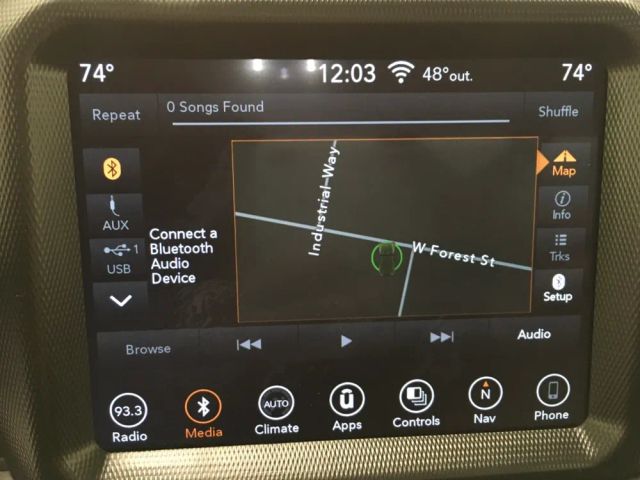 74° 12:03 48°out. 74°
Repeat 0 Songs Found Shuffle
Map
AUX
Info
1
USB
Connect a
Bluetooth
Audio
Device
Industrial Way
W Forest St
Trks
Setup
Browse Audio
93.3 AUTO U N
Radio Media Climate Apps Controls Nav Phone